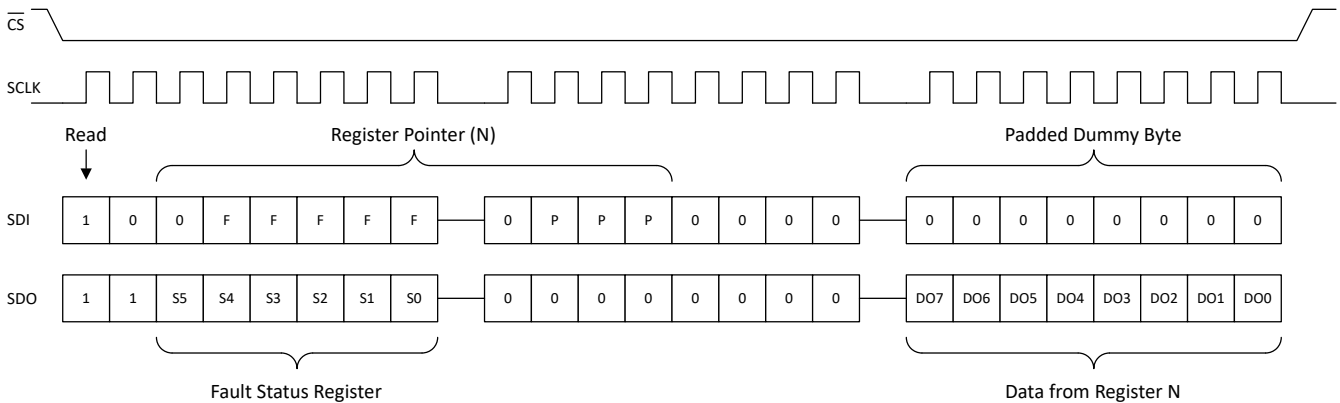 CS
SCLK
Read Register Pointer (N) Padded Dummy Byte
SDI 1 0 0 F F F F F 0 P P P 0 0 0 0 0 0 0 0 0 0 0 0
SDO 1 1 S5 S4 S3 S2 S1 S0 0 0 0 0 0 0 0 0 DO7 DO6 DO5 DO4 DO3 DO2 DO1 DO0
Fault Status Register Data from Register N